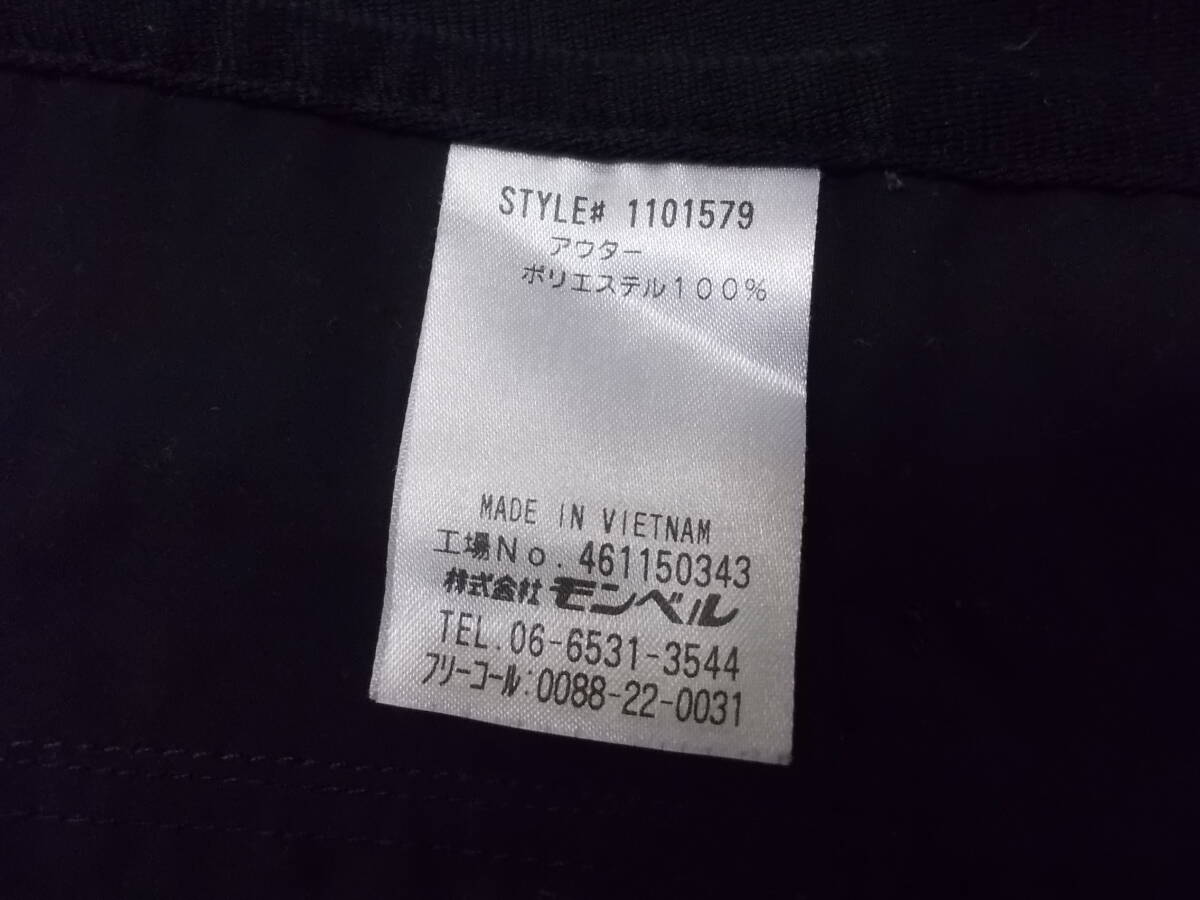 STYLE# 1101579
アウター
ポリエステル100%
MADE IN VIETNAM
工場No. 461150343
株式会社モンベル
TEL.06-6531-3544
フリーコール:0088-22-0031